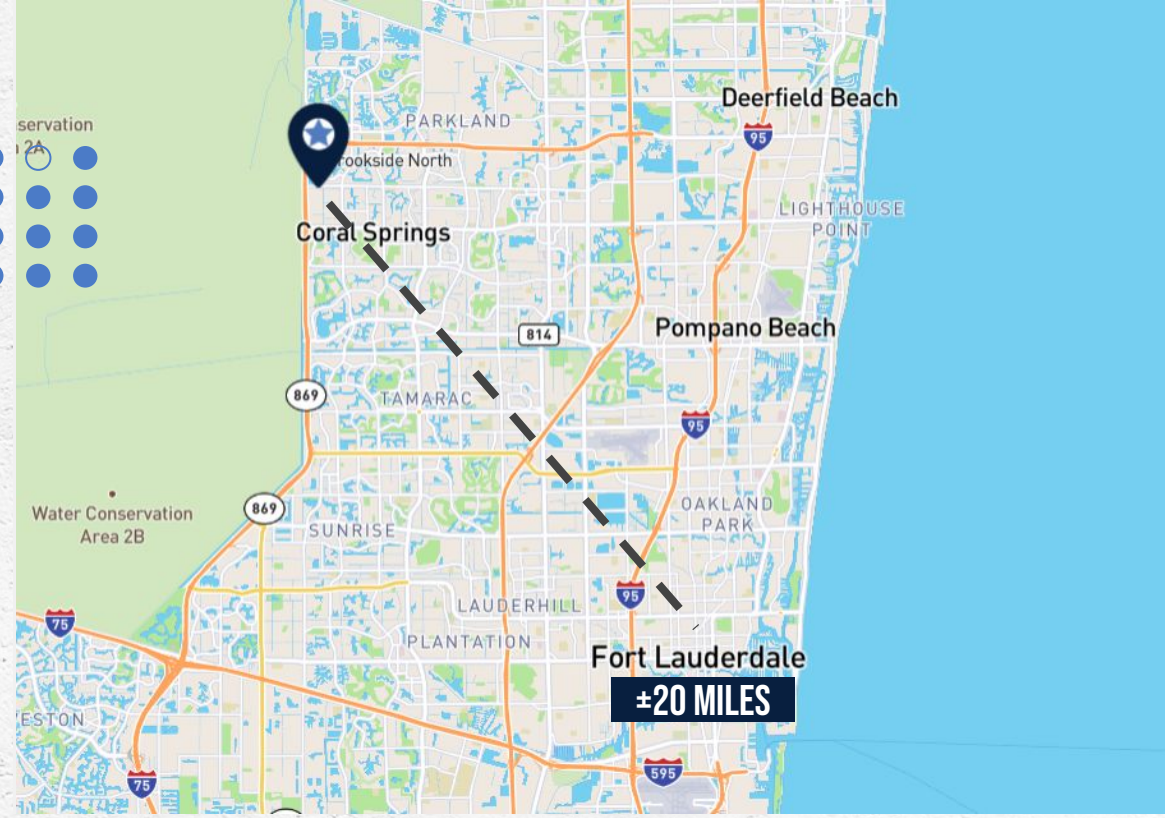 Deerfield Beach
PARKLAND
servation
2A
95
rookside North
LIGHTHOUSE
POINT
Coral Springs
Pompano Beach
814
869
TAMARAC
95
OAKLAND
PARK
869
Water Conservation
Area 2B
SUNRISE
95
LAUDERHILL
75
PLANTATION
Fort Lauderdale
±20 MILES
ESTON
595
75